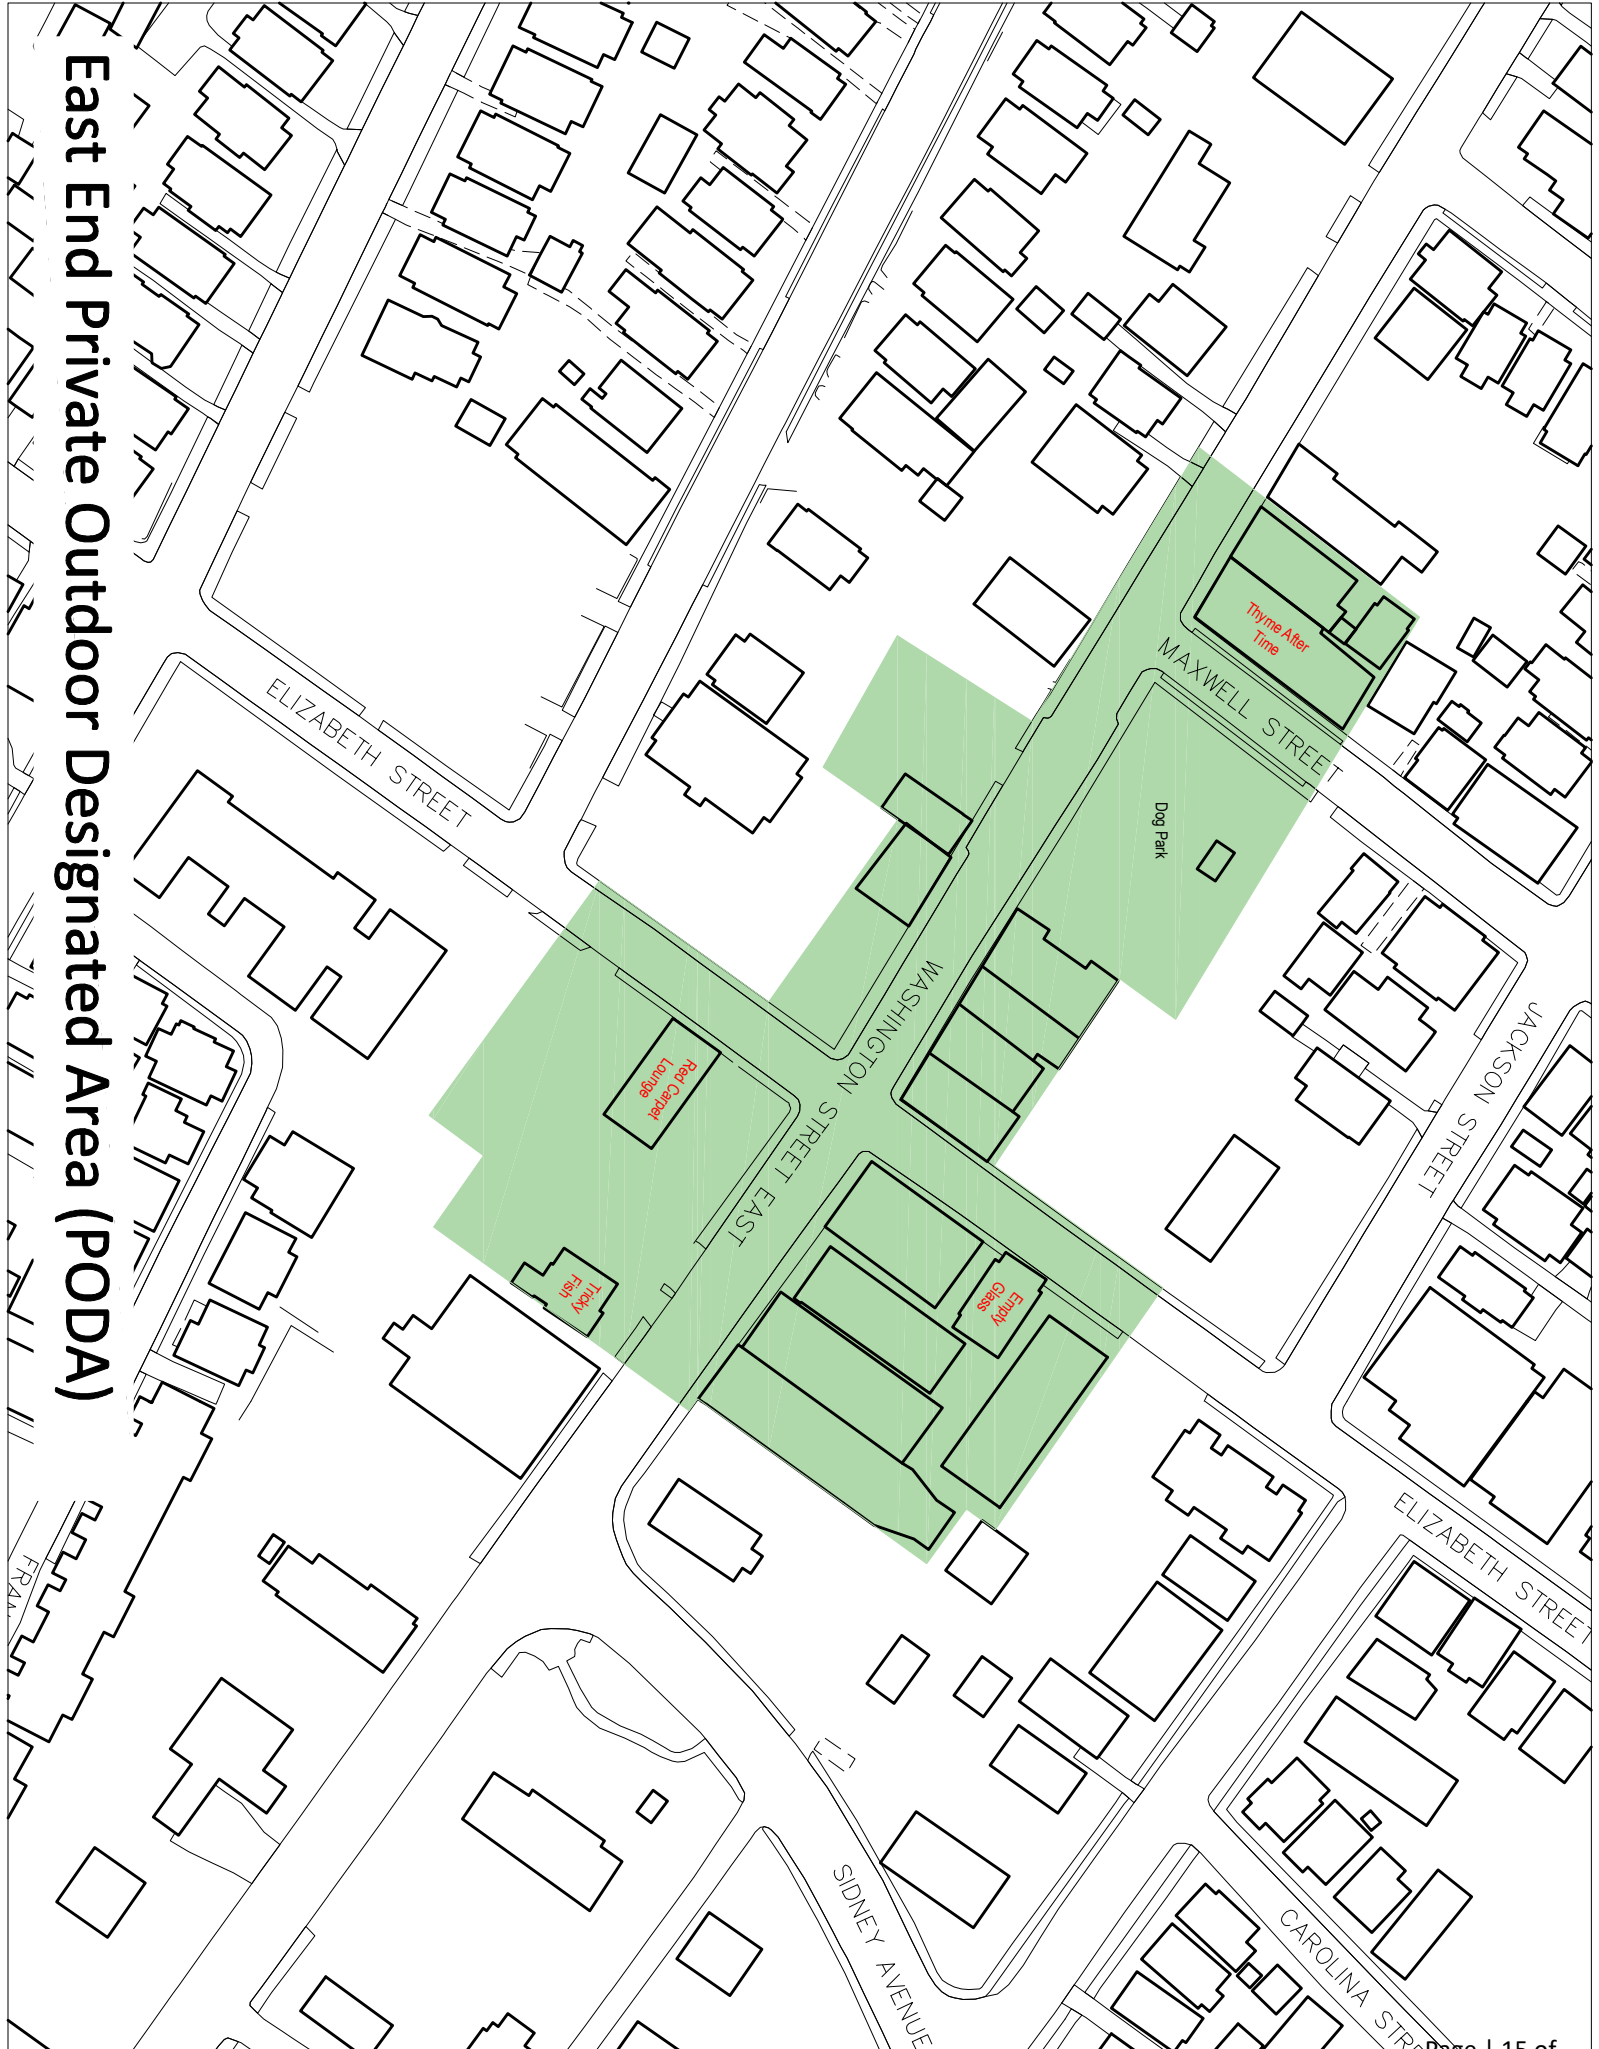 East End Private Outdoor Designated Area (PODA)
Thyme After
Time
MAXWELL STREET
Dog Park
ELIZABETH STREET
WASHINGTON STREET EAST
JACKSON STREET
Red Carpet
Lounge
Tricky
Fish
Empty
Glass
ELIZABETH STREET
SIDNEY AVENUE
CAROLINA STR
FRAN
Page | 15 of